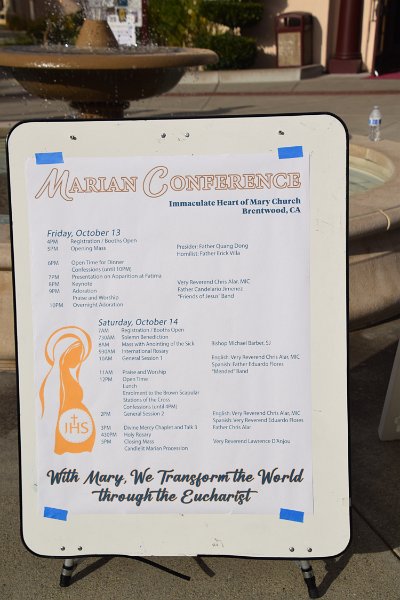 Marian Conference
Immaculate Heart of Mary Church
Brentwood, CA
Friday, October 13
4PM Registration / Booths Open
5PM Opening Mass Presider: Father Quang Dong
Homilist: Father Erick Villa
6PM Open Time for Dinner
Confessions (until 10PM)
7PM Presentation on Apparition at Fatima
8PM Keynote Very Reverend Chris Alar, MIC
9PM Adoration Father Candelario Jimenez
Praise and Worship "Friends of Jesus" Band
10PM Overnight Adoration
Saturday, October 14
7AM Registration / Booths Open
730AM Solemn Benediction
8AM Mass with Anointing of the Sick Bishop Michael Barber, SJ
930AM International Rosary
10AM General Session 1 English: Very Reverend Chris Alar, MIC
Spanish: Father Eduardo Flores
11AM Praise and Worship "Blended" Band
12PM Open Time
Lunch
Enrollment to the Brown Scapular
Stations of the Cross
Confessions (until 4PM)
2PM General Session 2 English: Very Reverend Chris Alar, MIC
Spanish: Very Reverend Eduardo Flores
3PM Divine Mercy Chaplet and Talk 3 Father Chris Alar
430PM Holy Rosary
5PM Closing Mass Very Reverend Lawrence D'Anjou
Candlelit Marian Procession
IHS
With Mary, We Transform the World
through the Eucharist